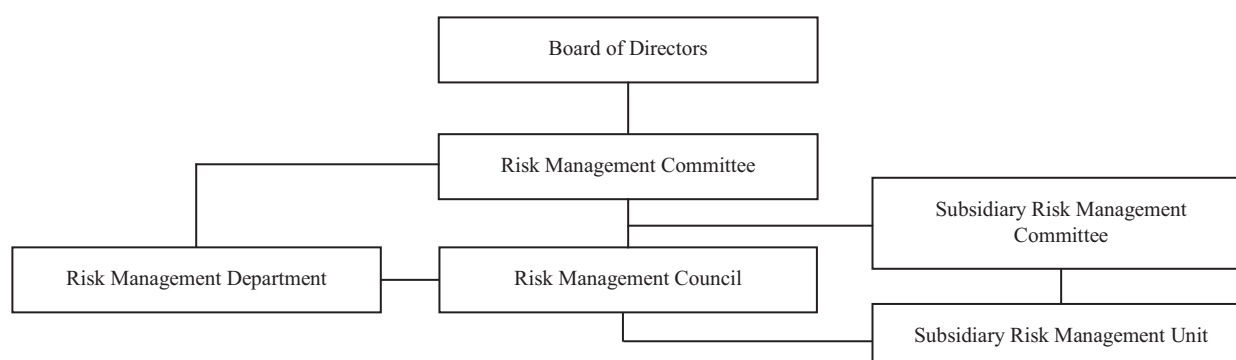 Board of Directors
Risk Management Committee
Subsidiary Risk Management
Committee
Risk Management Department
Risk Management Council
Subsidiary Risk Management Unit